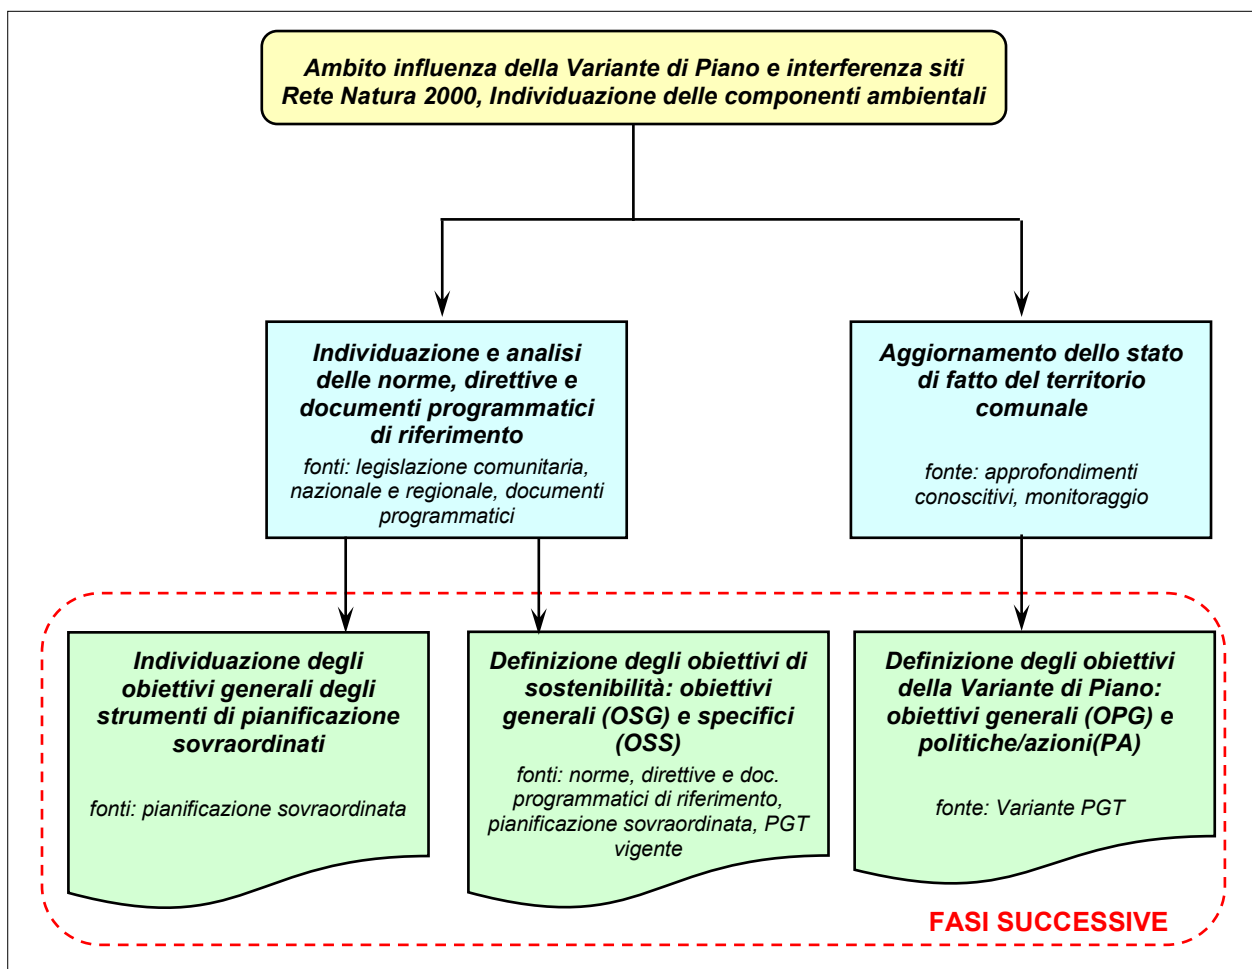 Ambito influenza della Variante di Piano e interferenza siti
Rete Natura 2000, Individuazione delle componenti ambientali
Individuazione e analisi
delle norme, direttive e
documenti programmatici
di riferimento
fonti: legislazione comunitaria,
nazionale e regionale, documenti
programmatici
Aggiornamento dello stato
di fatto del territorio
comunale
fonte: approfondimenti
conoscitivi, monitoraggio
Individuazione degli
obiettivi generali degli
strumenti di pianificazione
sovraordinati
fonti: pianificazione sovraordinata
Definizione degli obiettivi di
sostenibilità: obiettivi
generali (OSG) e specifici
(OSS)
fonti: norme, direttive e doc.
programmatici di riferimento,
pianificazione sovraordinata, PGT
vigente
Definizione degli obiettivi
della Variante di Piano:
obiettivi generali (OPG) e
politiche/azioni(PA)
fonte: Variante PGT
FASI SUCCESSIVE